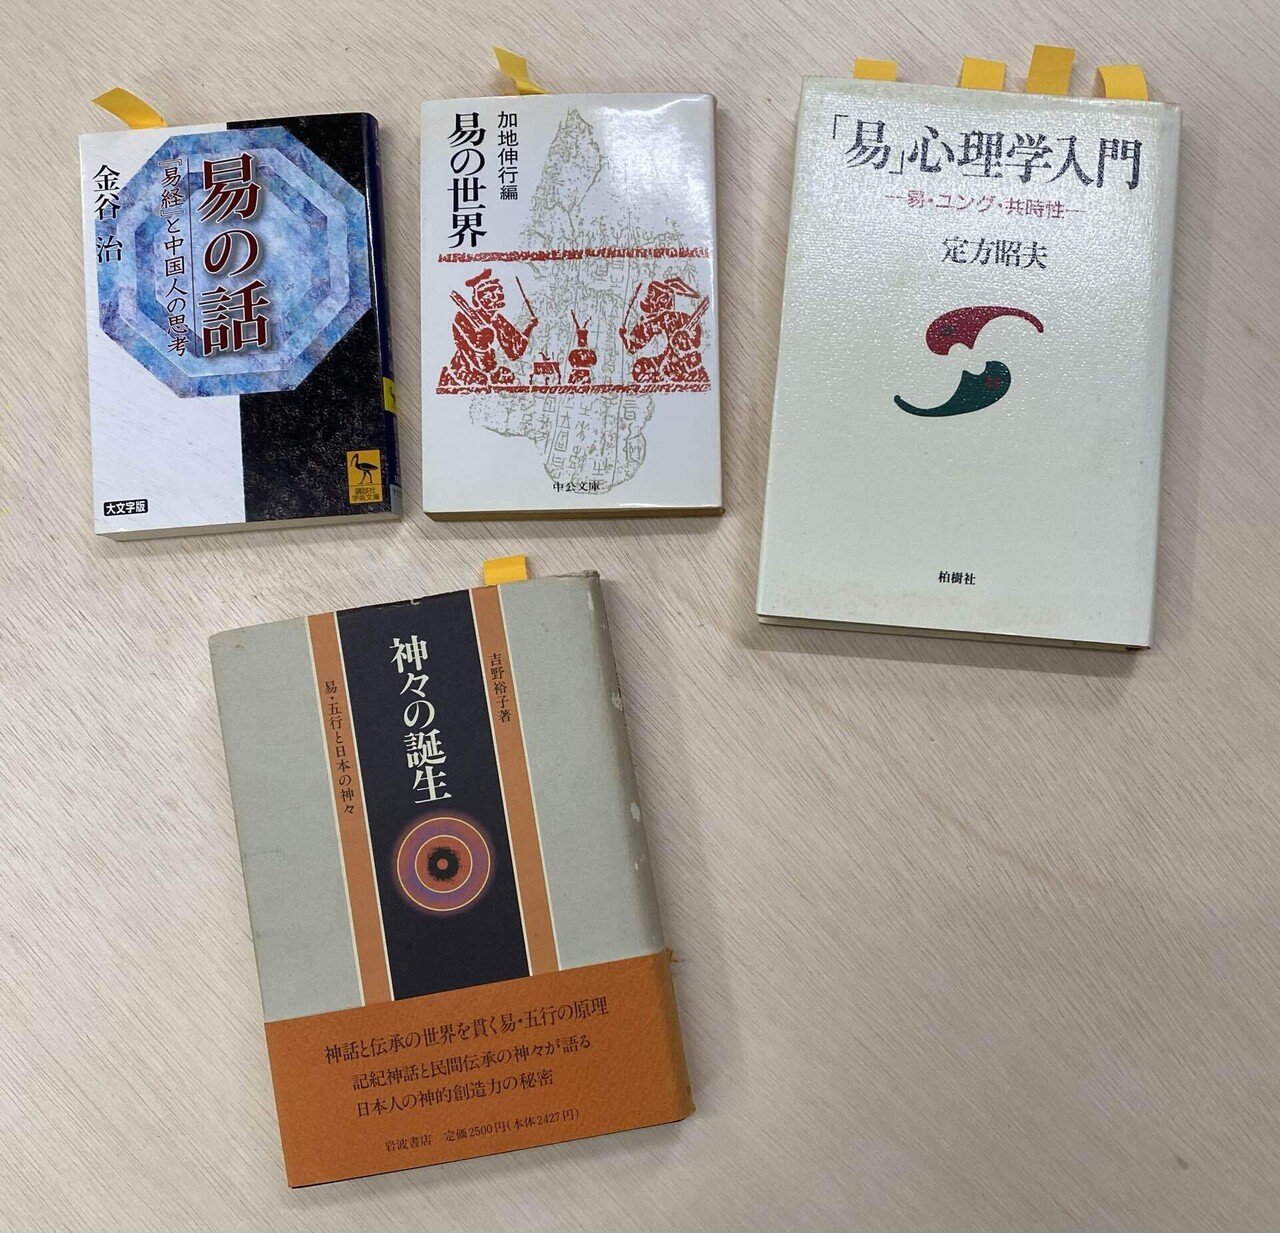 易の話
『易経』と中国人の思考
金谷 治
大文字版
講談社
学術文庫
加地伸行編
易の世界
中公文庫
「易」心理学入門
―易・ユング・共時性―
定方昭夫
柏樹社
吉野裕子著
神々の誕生
易・五行と日本の神々
神話と伝承の世界を貫く易・五行の原理
記紀神話と民間伝承の神々が語る
日本人の神的創造力の秘密
岩波書店 定価2500円(本体2427円)